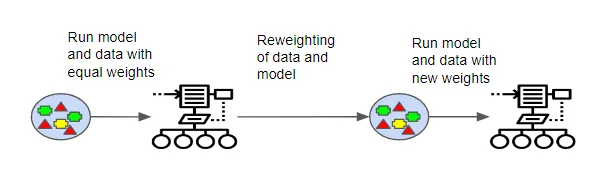 Run model
and data with
equal weights
Reweighting
of data and
model
Run model
and data with
new weights